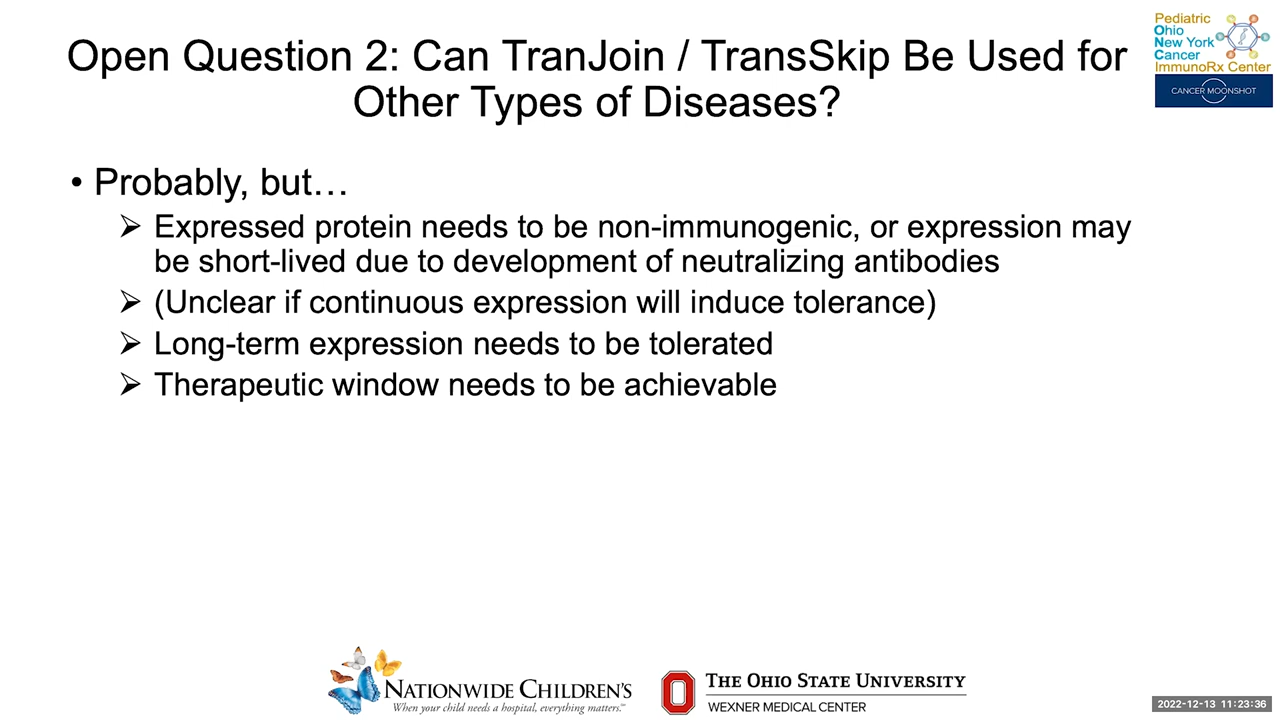 Open Question 2: Can TranJoin / TransSkip Be Used for
Other Types of Diseases?
Pediatric
Ohio
New York
Cancer
ImmunoRx Center
CANCER MOONSHOT
• Probably, but…
➢ Expressed protein needs to be non-immunogenic, or expression may
be short-lived due to development of neutralizing antibodies
➢ (Unclear if continuous expression will induce tolerance)
➢ Long-term expression needs to be tolerated
➢ Therapeutic window needs to be achievable
NATIONWIDE CHILDREN'S
When your child needs a hospital, everything matters.℠
THE OHIO STATE UNIVERSITY
WEXNER MEDICAL CENTER
2022-12-13 11:23:36